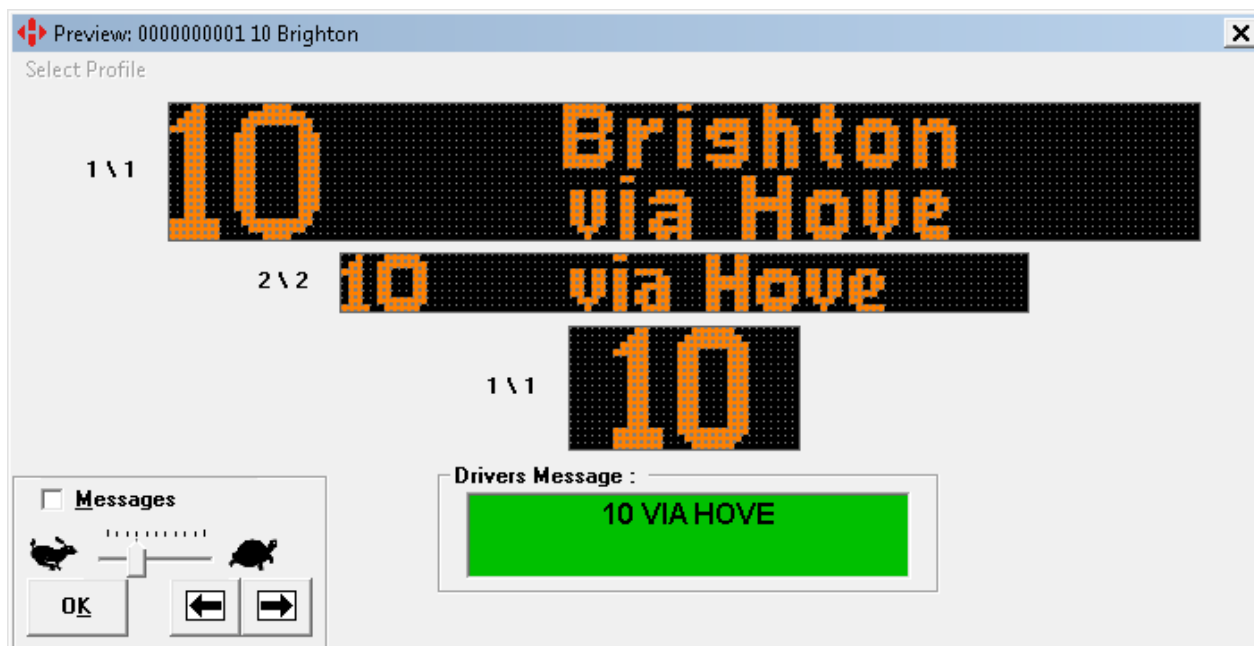 Preview: 0000000001 10 Brighton
Select Profile
1 \ 1
10 Brighton
via Hove
2 \ 2
10 via Hove
1 \ 1
10
Messages
Drivers Message :
10 VIA HOVE
OK